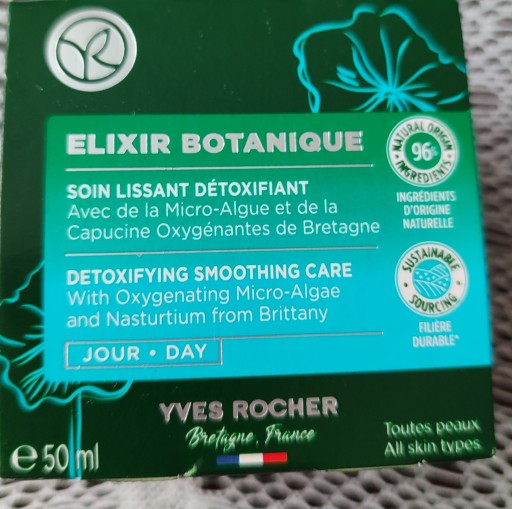 YR
ELIXIR BOTANIQUE
SOIN LISSANT DÉTOXIFIANT
Avec de la Micro-Algue et de la
Capucine Oxygénantes de Bretagne
DETOXIFYING SMOOTHING CARE
With Oxygenating Micro-Algae
and Nasturtium from Brittany
JOUR • DAY
NATURAL ORIGIN
96%
INGREDIENTS
INGRÉDIENTS
D'ORIGINE
NATURELLE
SUSTAINABLE
SOURCING
FILIÈRE
DURABLE*
YVES ROCHER
Bretagne, France
℮ 50 ml
Toutes peaux
All skin types